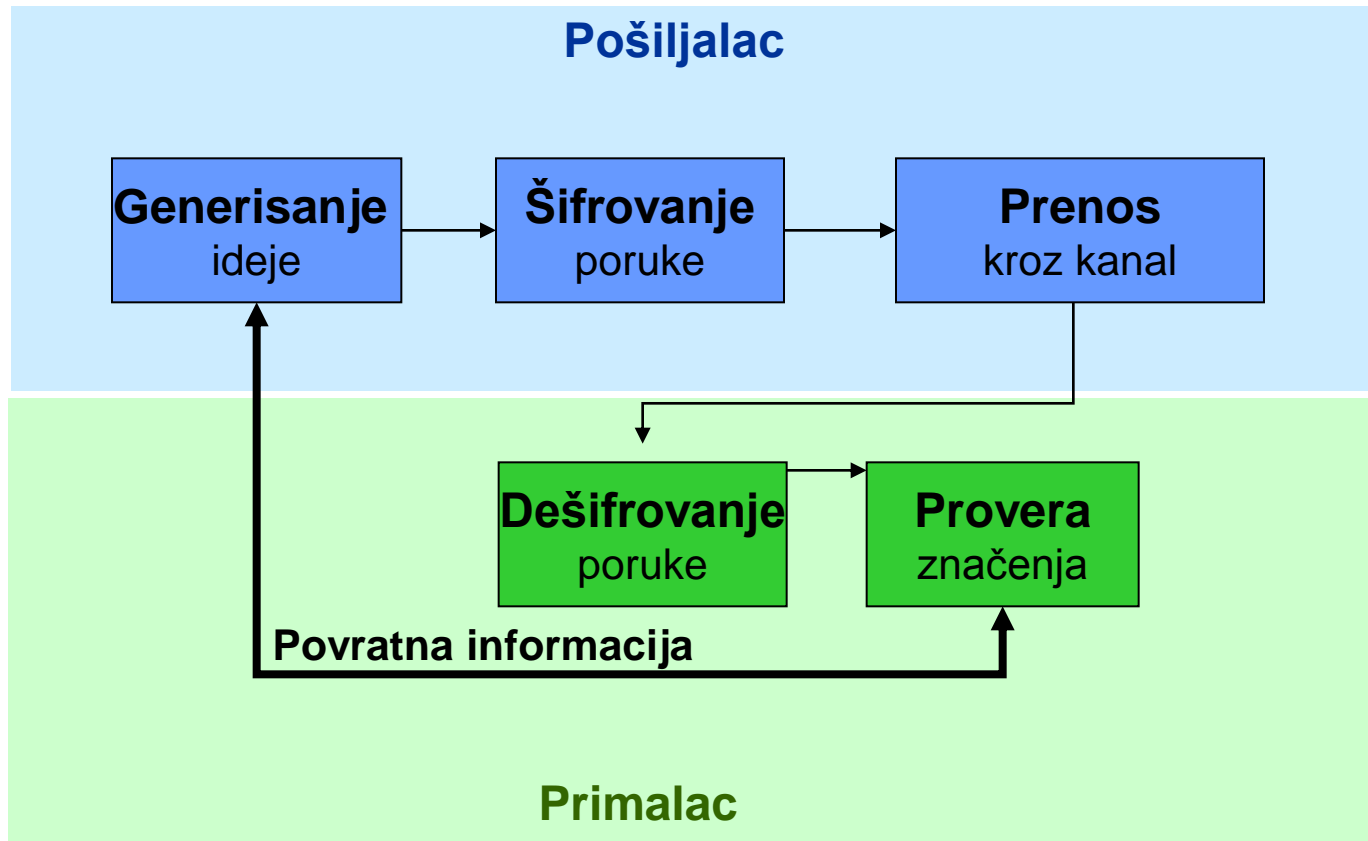 Pošiljalac
Generisanje
ideje
Šifrovanje
poruke
Prenos
kroz kanal
Dešifrovanje
poruke
Provera
značenja
Povratna informacija
Primalac